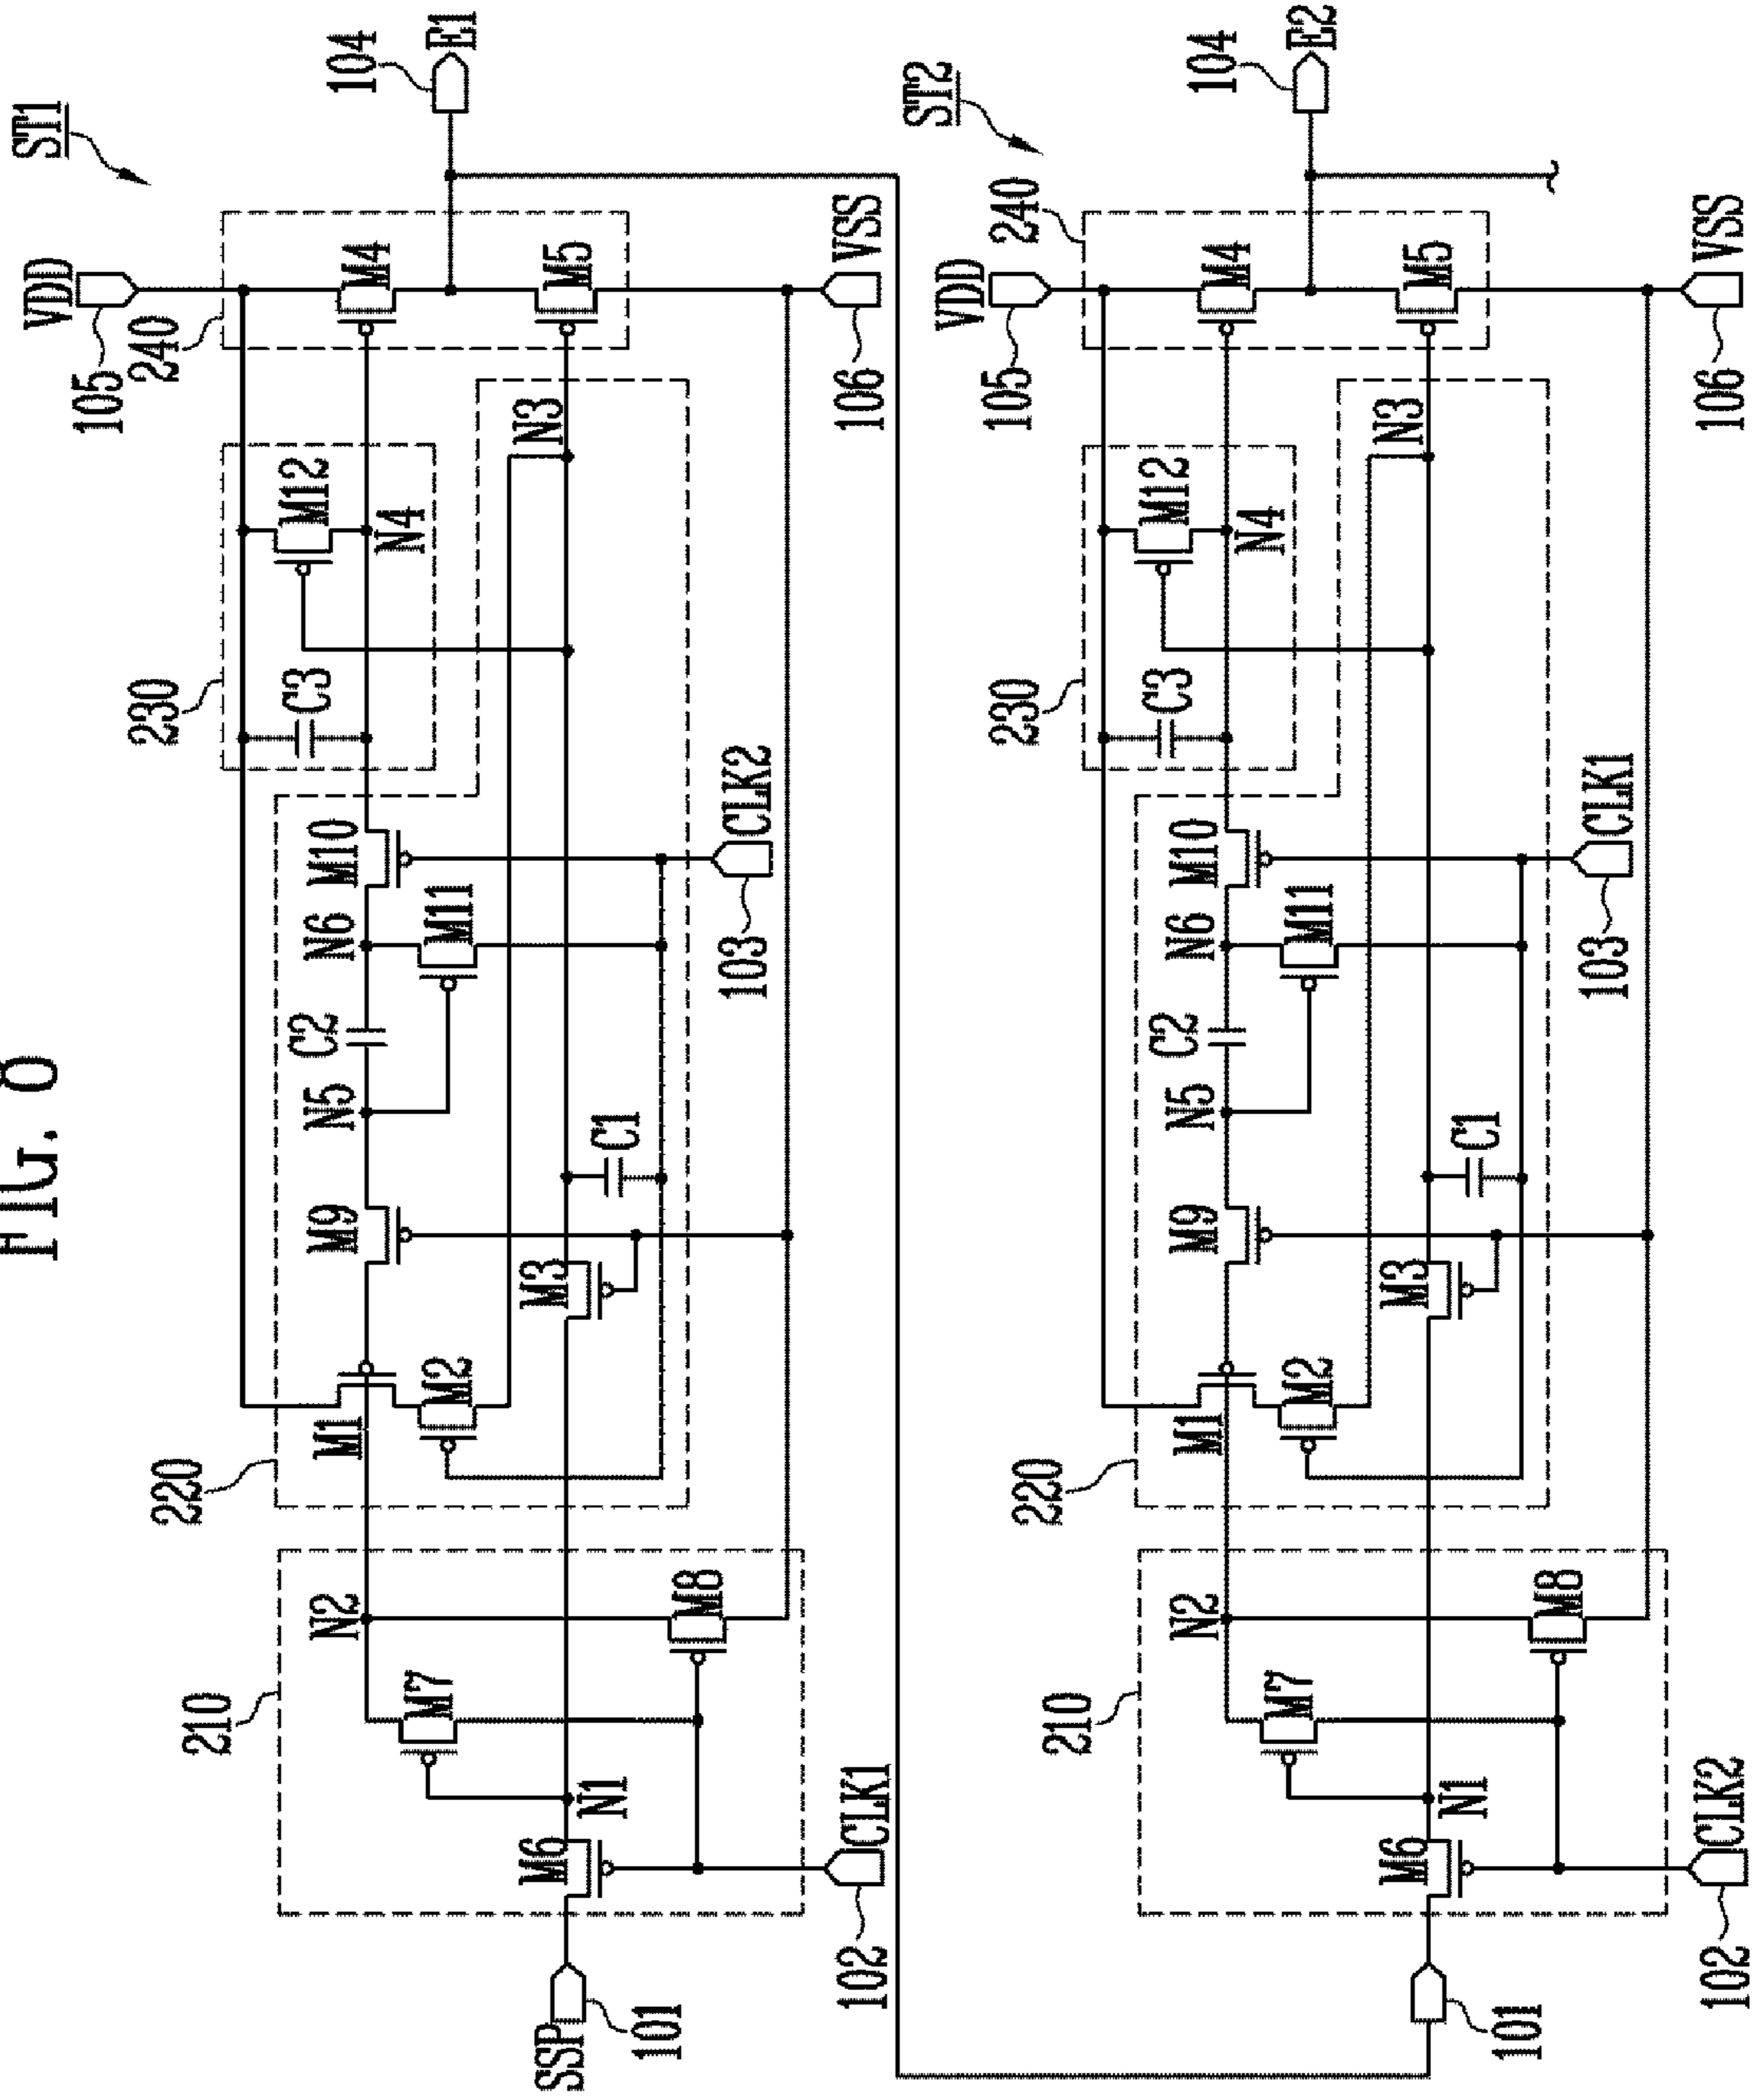 FIG. 8
ST1
VDD
105
240
M4
M5
104
E1
VSS
106
230
C3
M12
N4
N3
220
M1
M2
M9
N5
C2
N6
M11
M10
M3
C1
CLK2
103
210
N2
M7
M8
M6
N1
CLK1
102
SSP
101
ST2
VDD
105
240
M4
M5
104
E2
VSS
106
230
C3
M12
N4
N3
220
M1
M2
M9
N5
C2
N6
M11
M10
M3
C1
CLK1
103
210
N2
M7
M8
M6
N1
CLK2
102
101